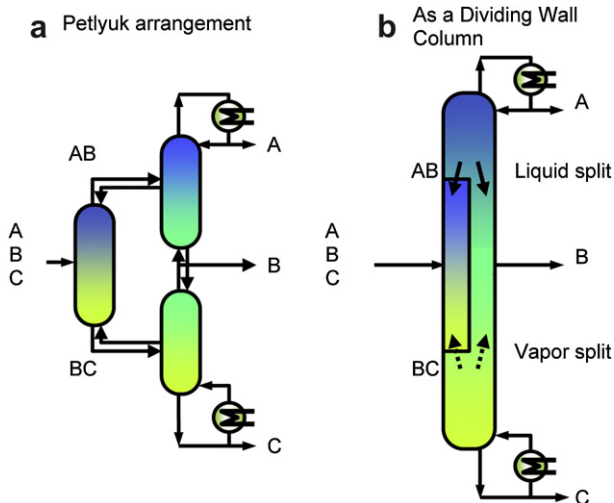 a Petlyuk arrangement
AB
A
A
B
C
B
BC
C
b As a Dividing Wall
Column
A
AB
Liquid split
A
B
C
B
Vapor split
BC
C